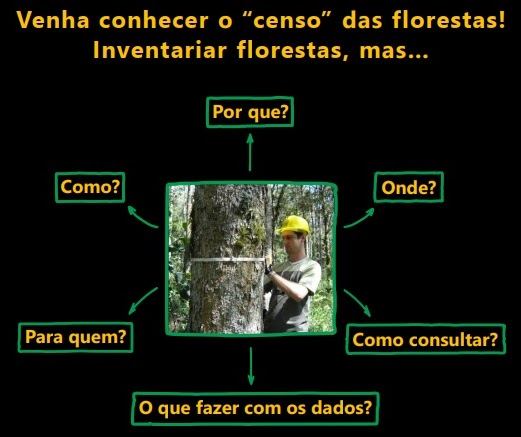 Venha conhecer o “censo” das florestas!
Inventariar florestas, mas...
Por que?
Como?
Onde?
Para quem?
Como consultar?
O que fazer com os dados?